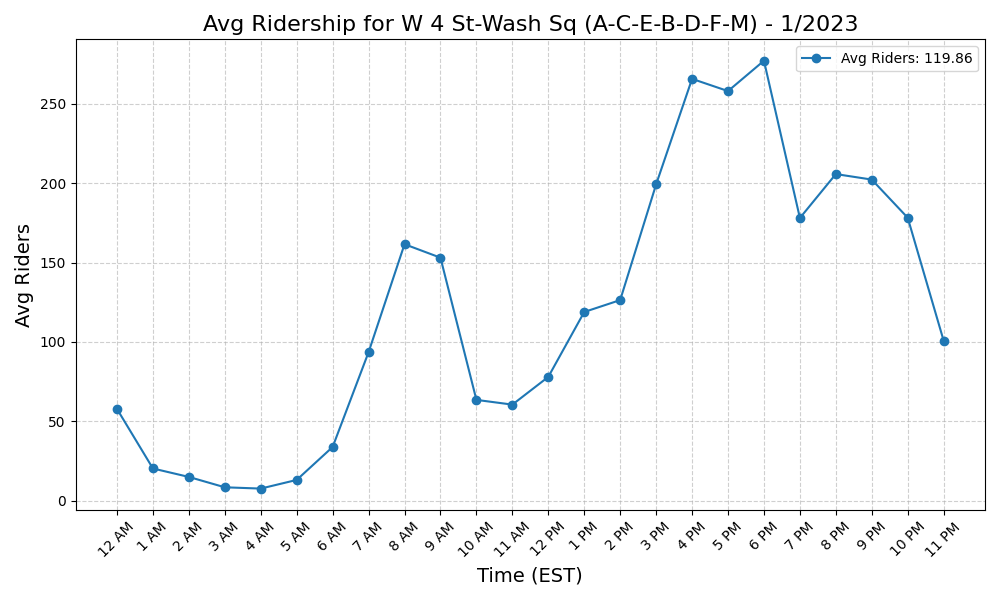 Avg Ridership for W 4 St-Wash Sq (A-C-E-B-D-F-M) - 1/2023
Avg Riders: 119.86
Avg Riders
250
200
150
100
50
0
12 AM
1 AM
2 AM
3 AM
4 AM
5 AM
6 AM
7 AM
8 AM
9 AM
10 AM
11 AM
12 PM
1 PM
2 PM
3 PM
4 PM
5 PM
6 PM
7 PM
8 PM
9 PM
10 PM
11 PM
Time (EST)